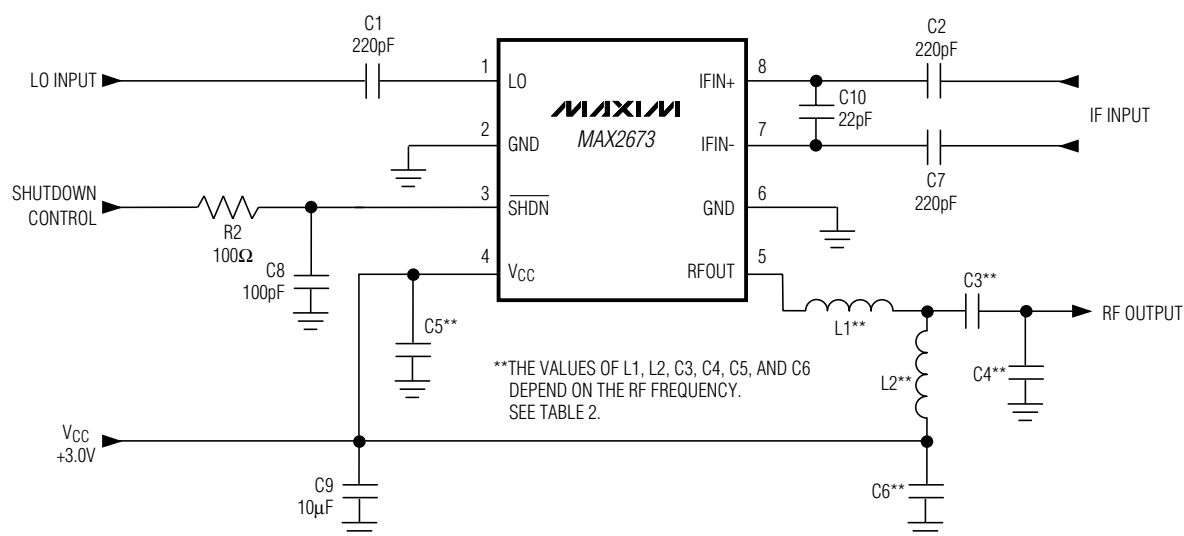 C1
220pF
LO INPUT
1
LO
2
GND
SHUTDOWN
CONTROL
R2
100Ω
C8
100pF
3
SHDN
4
VCC
C5**
MAXIM
MAX2673
8
IFIN+
7
IFIN-
6
GND
5
RFOUT
C2
220pF
C10
22pF
IF INPUT
C7
220pF
L1**
C3**
RF OUTPUT
L2**
C4**
**THE VALUES OF L1, L2, C3, C4, C5, AND C6
DEPEND ON THE RF FREQUENCY.
SEE TABLE 2.
VCC
+3.0V
C9
10μF
C6**